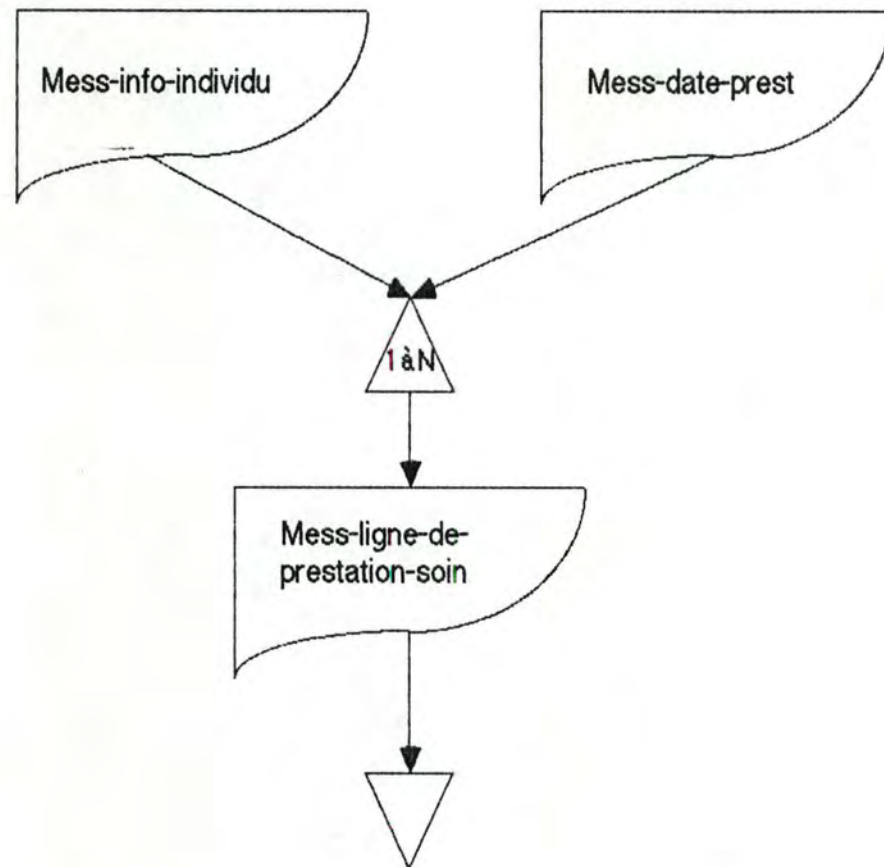 Mess-info-individu
Mess-date-prest
1 à N
Mess-ligne-de-
prestation-soin